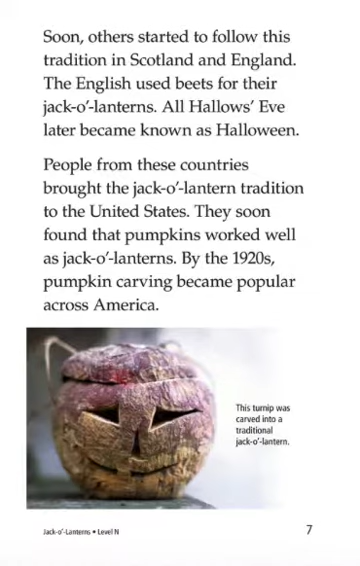 Soon, others started to follow this
tradition in Scotland and England.
The English used beets for their
jack-o’-lanterns. All Hallows’ Eve
later became known as Halloween.
People from these countries
brought the jack-o’-lantern tradition
to the United States. They soon
found that pumpkins worked well
as jack-o’-lanterns. By the 1920s,
pumpkin carving became popular
across America.
This turnip was
carved into a
traditional
jack-o’-lantern.
Jack-o’-Lanterns • Level N
7